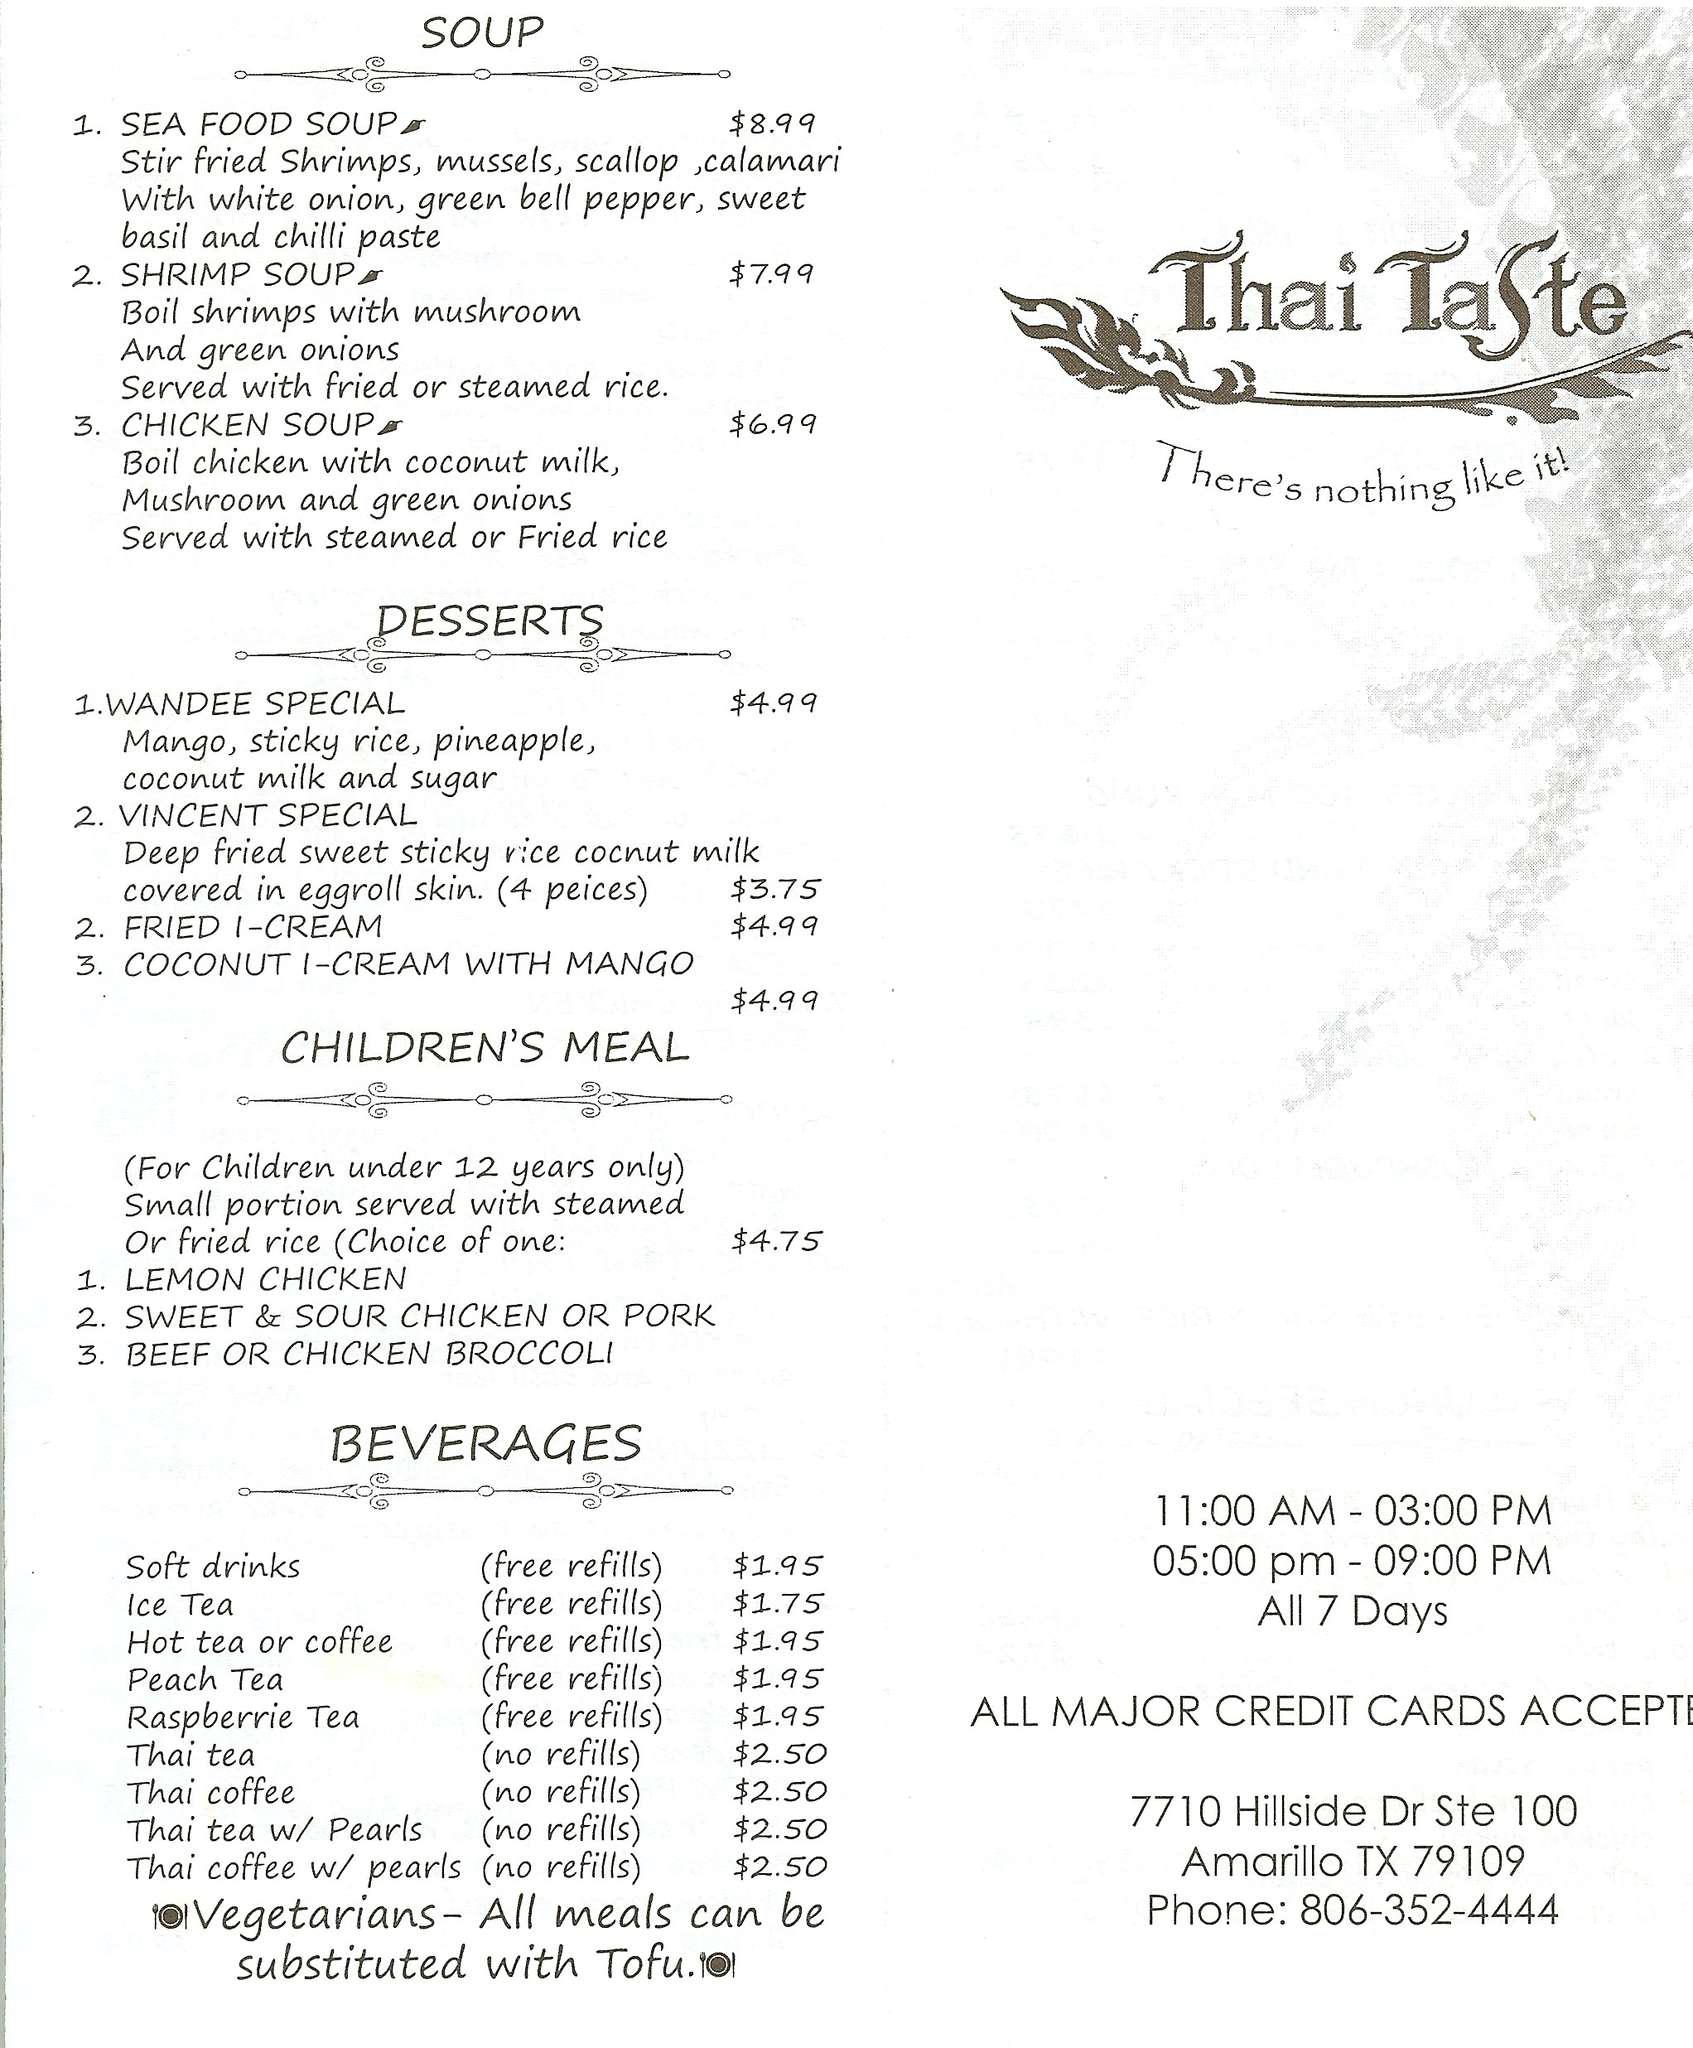 SOUP
1. SEA FOOD SOUP $8.99
Stir fried Shrimps, mussels, scallop ,calamari
With white onion, green bell pepper, sweet
basil and chilli paste
2. SHRIMP SOUP $7.99
Boil shrimps with mushroom
And green onions
Served with fried or steamed rice.
3. CHICKEN SOUP $6.99
Boil chicken with coconut milk,
Mushroom and green onions
Served with steamed or Fried rice
DESSERTS
1.WANDEE SPECIAL $4.99
Mango, sticky rice, pineapple,
coconut milk and sugar
2. VINCENT SPECIAL
Deep fried sweet sticky rice cocnut milk
covered in eggroll skin. (4 peices) $3.75
2. FRIED I-CREAM $4.99
3. COCONUT I-CREAM WITH MANGO
$4.99
CHILDREN'S MEAL
(For Children under 12 years only)
Small portion served with steamed
Or fried rice (Choice of one: $4.75
1. LEMON CHICKEN
2. SWEET & SOUR CHICKEN OR PORK
3. BEEF OR CHICKEN BROCCOLI
BEVERAGES
Soft drinks (free refills) $1.95
Ice Tea (free refills) $1.75
Hot tea or coffee (free refills) $1.95
Peach Tea (free refills) $1.95
Raspberrie Tea (free refills) $1.95
Thai tea (no refills) $2.50
Thai coffee (no refills) $2.50
Thai tea w/ Pearls (no refills) $2.50
Thai coffee w/ pearls (no refills) $2.50
Vegetarians- All meals can be
substituted with Tofu.
Thai Taste
There's nothing like it!
11:00 AM - 03:00 PM
05:00 pm - 09:00 PM
All 7 Days
ALL MAJOR CREDIT CARDS ACCEPTE
7710 Hillside Dr Ste 100
Amarillo TX 79109
Phone: 806-352-4444